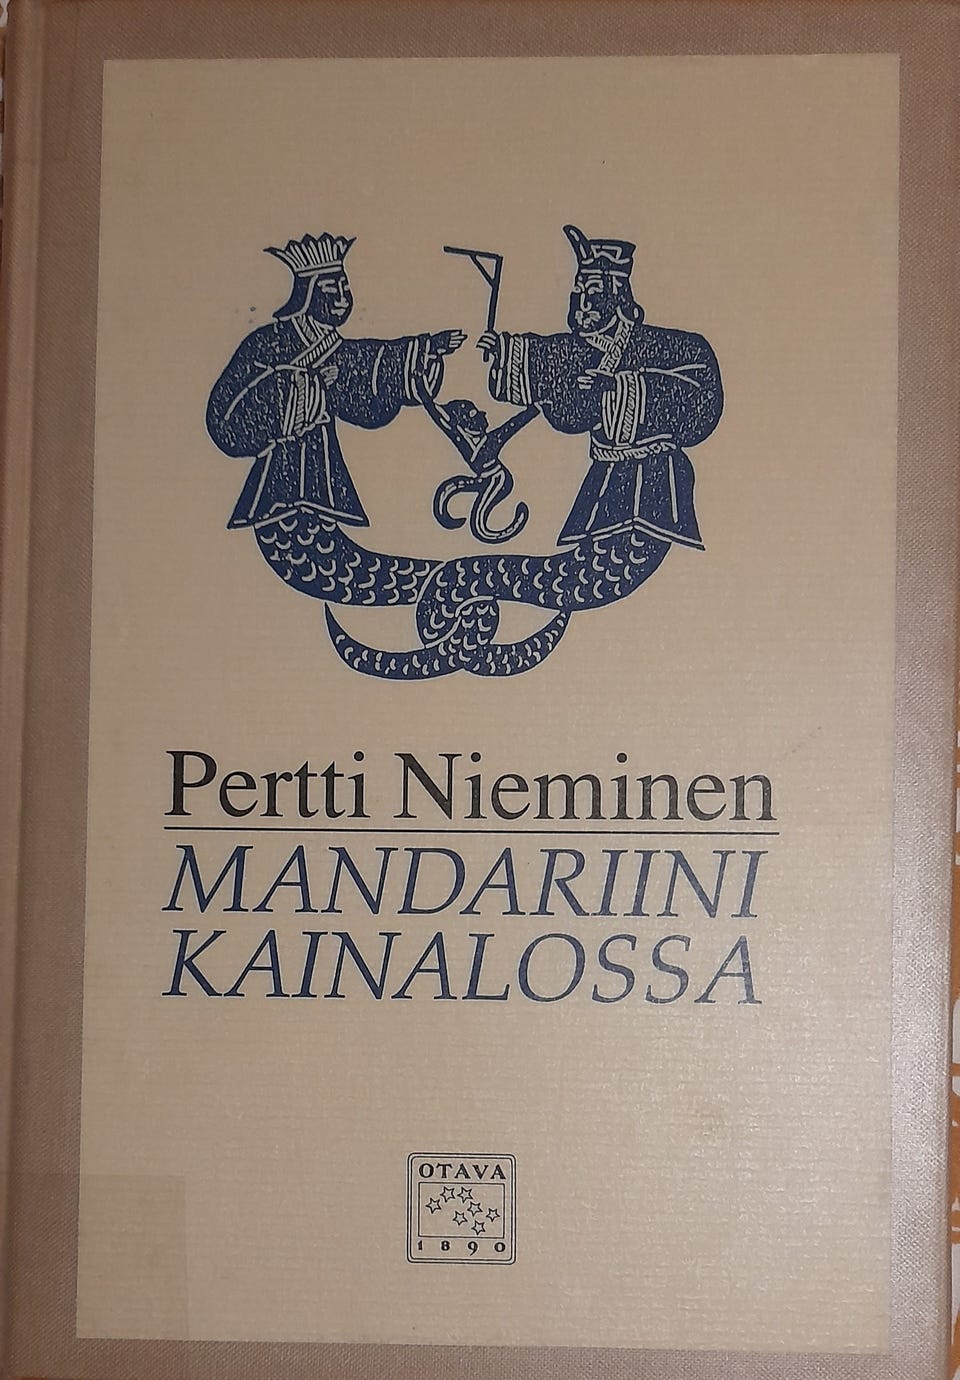 Pertti Nieminen
MANDARIINI
KAINALOSSA
OTAVA
1890